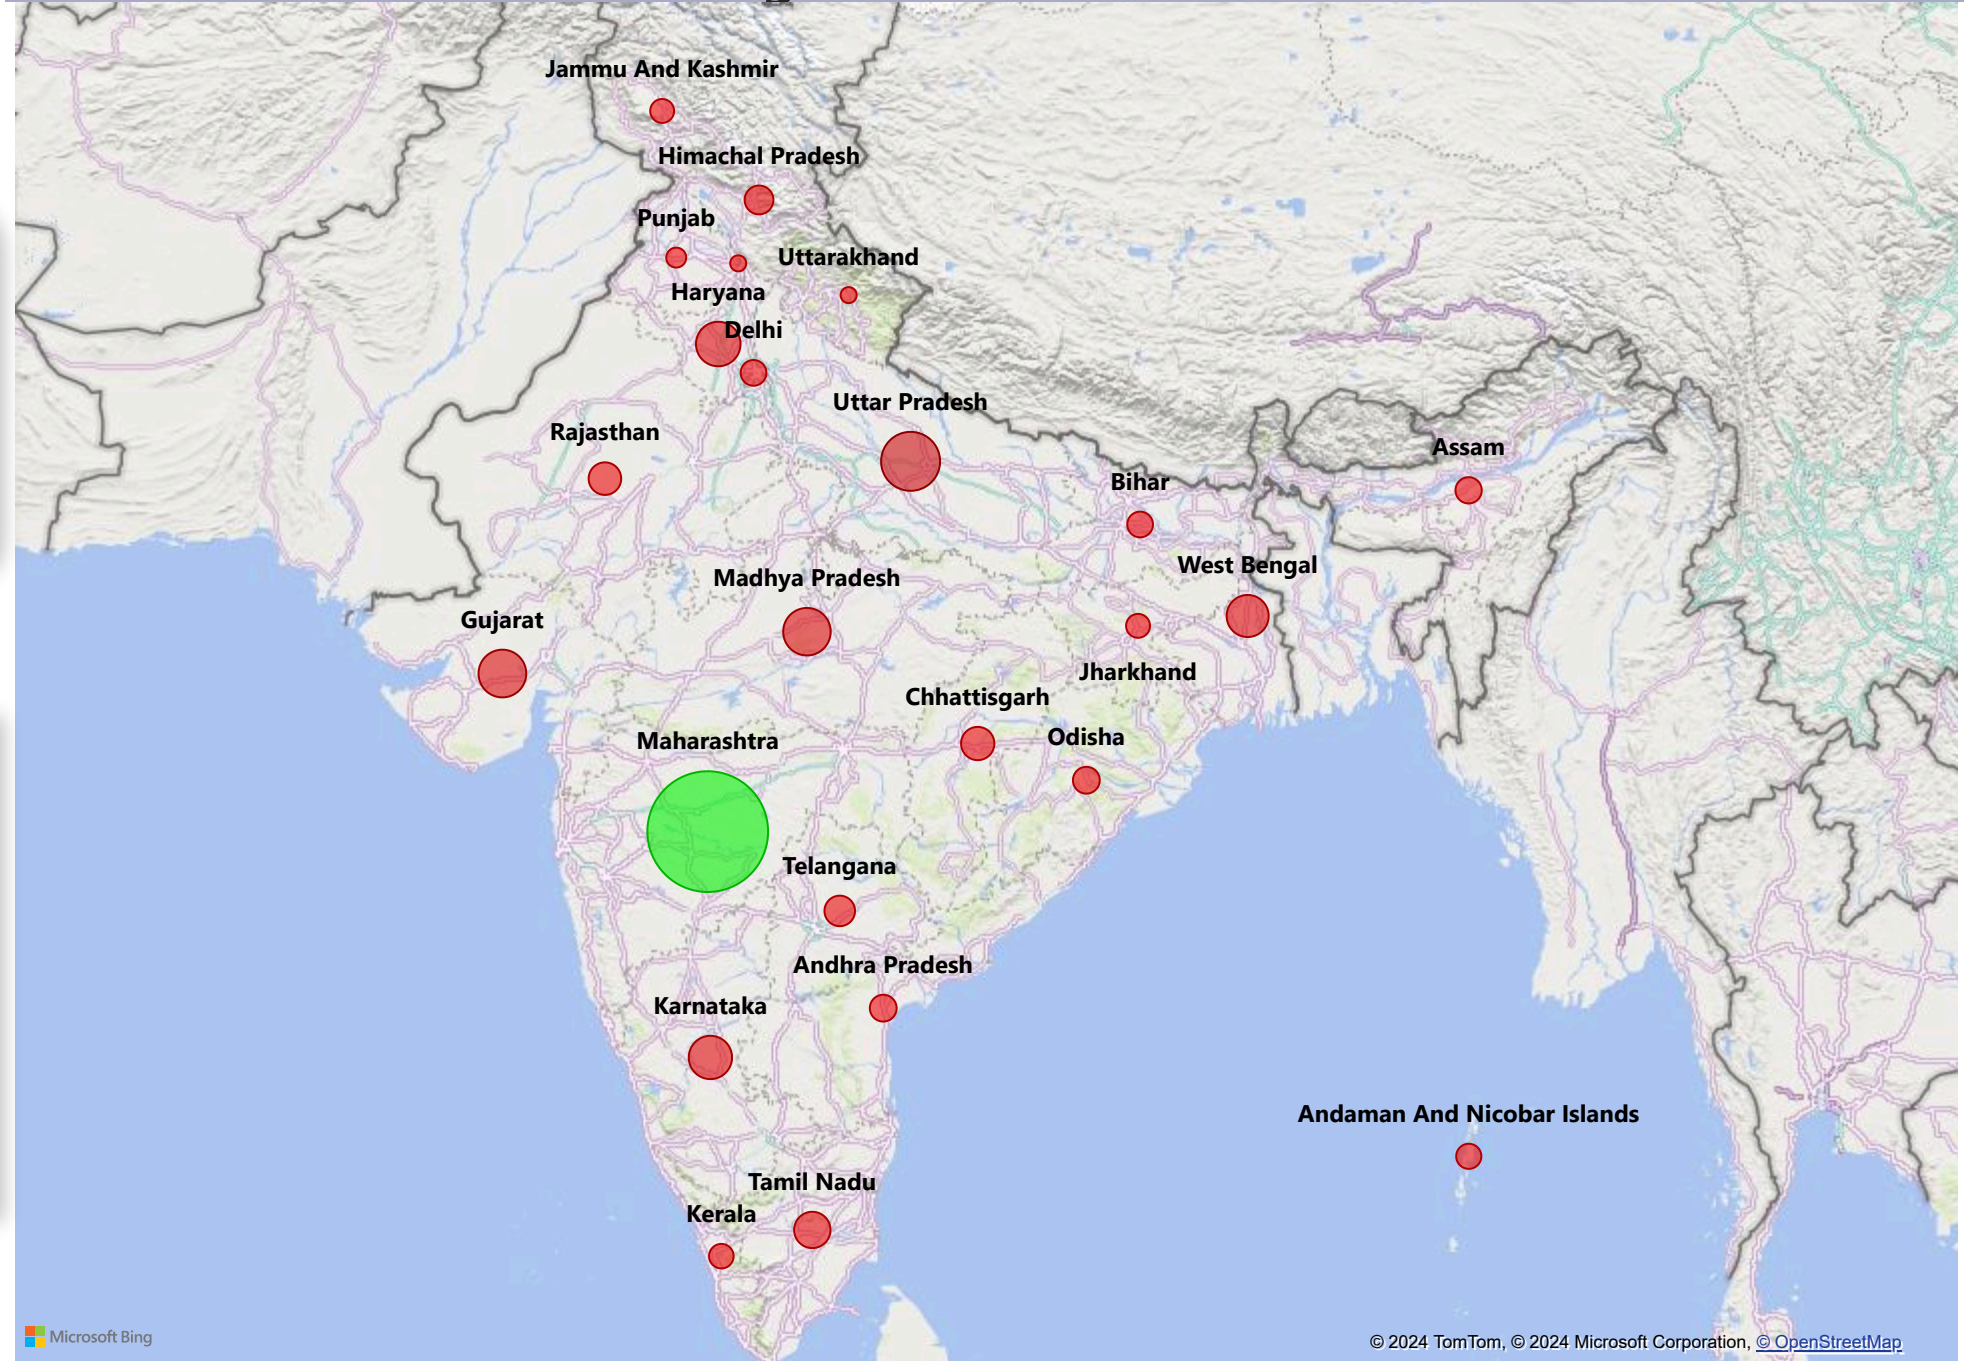 Jammu And Kashmir
Himachal Pradesh
Punjab
Uttarakhand
Haryana
Delhi
Uttar Pradesh
Rajasthan
Assam
Bihar
West Bengal
Madhya Pradesh
Gujarat
Jharkhand
Chhattisgarh
Odisha
Maharashtra
Telangana
Andhra Pradesh
Karnataka
Andaman And Nicobar Islands
Tamil Nadu
Kerala
Microsoft Bing
© 2024 TomTom, © 2024 Microsoft Corporation, © OpenStreetMap